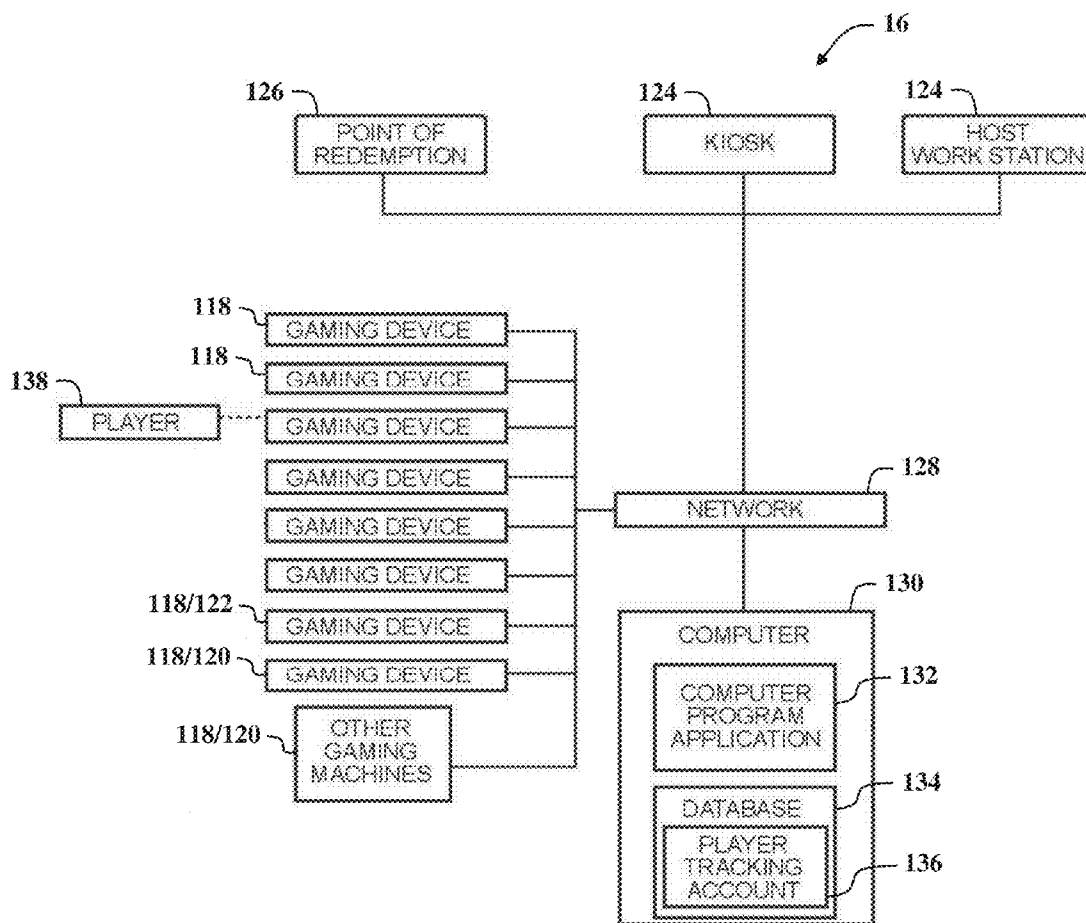 16
126
124
124
POINT OF
REDEMPTION
KIOSK
HOST
WORK STATION
118
GAMING DEVICE
118
GAMING DEVICE
138
PLAYER
GAMING DEVICE
GAMING DEVICE
128
NETWORK
GAMING DEVICE
GAMING DEVICE
118/122
GAMING DEVICE
118/120
GAMING DEVICE
118/120
OTHER
GAMING
MACHINES
130
COMPUTER
132
COMPUTER
PROGRAM
APPLICATION
134
DATABASE
PLAYER
TRACKING
ACCOUNT
136